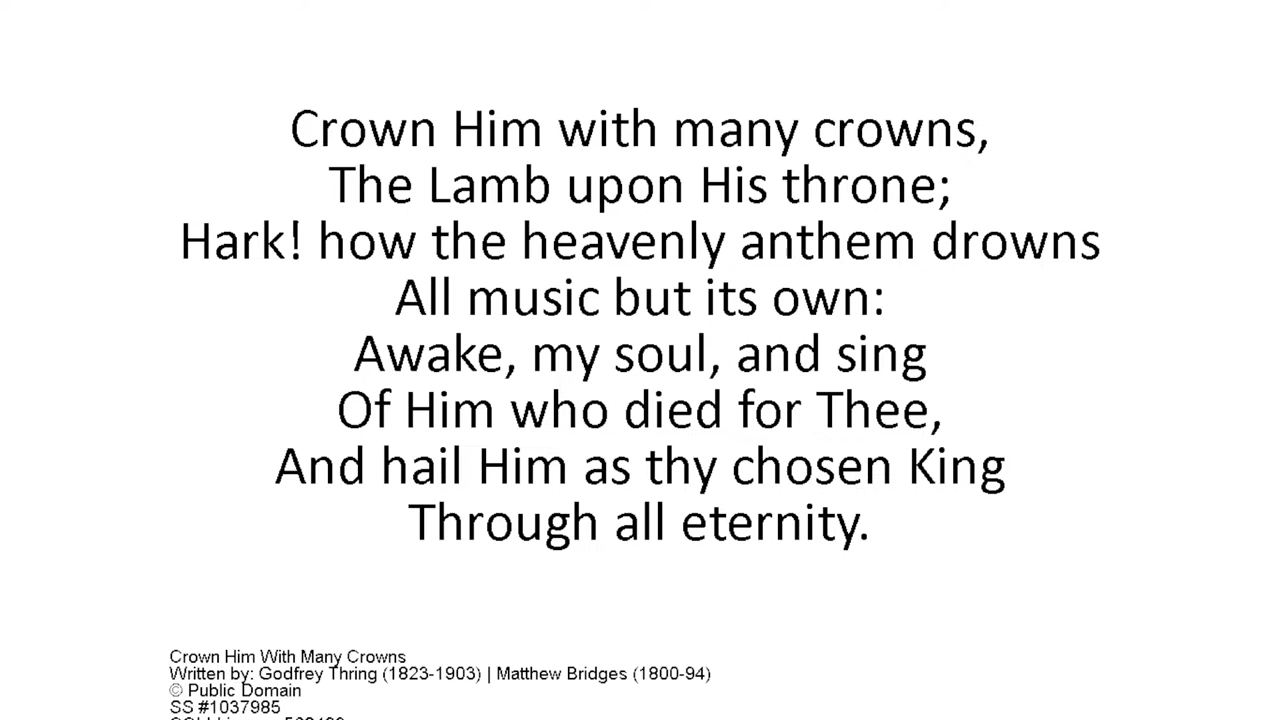 Crown Him with many crowns,
The Lamb upon His throne;
Hark! how the heavenly anthem drowns
All music but its own:
Awake, my soul, and sing
Of Him who died for Thee,
And hail Him as thy chosen King
Through all eternity.
Crown Him With Many Crowns
Written by: Godfrey Thring (1823-1903) | Matthew Bridges (1800-94)
© Public Domain
SS #1037985